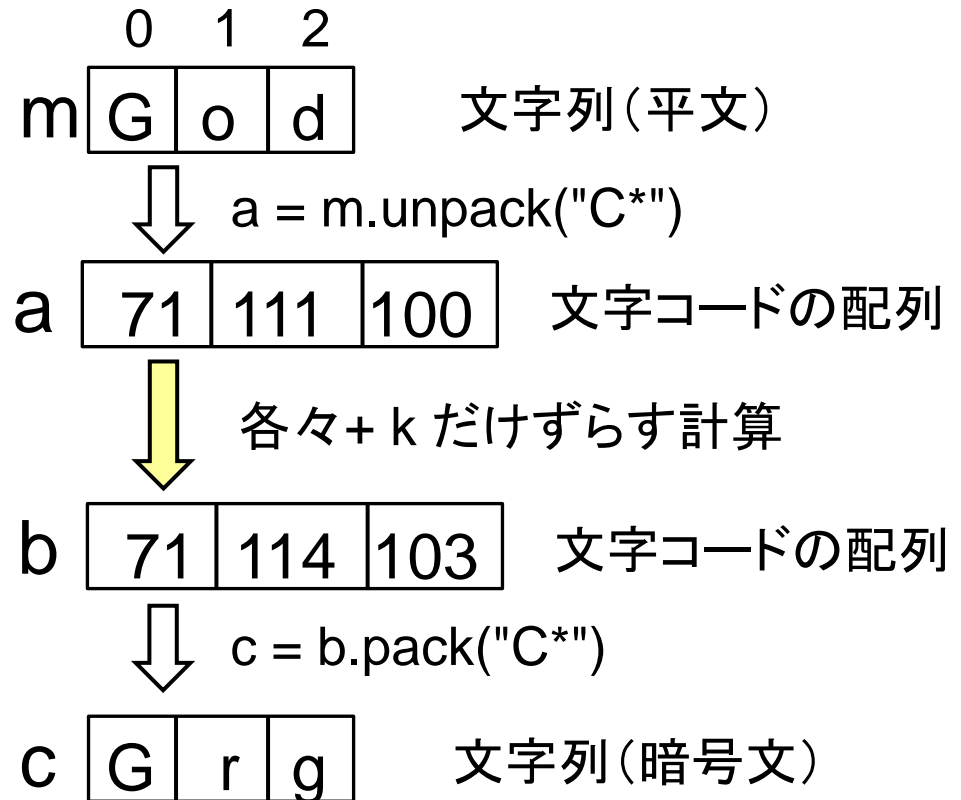 0 1 2
m G o d 文字列（平文）
a = m.unpack("C*")
a 71 111 100 文字コードの配列
各々+ k だけずらす計算
b 71 114 103 文字コードの配列
c = b.pack("C*")
c G r g 文字列（暗号文）